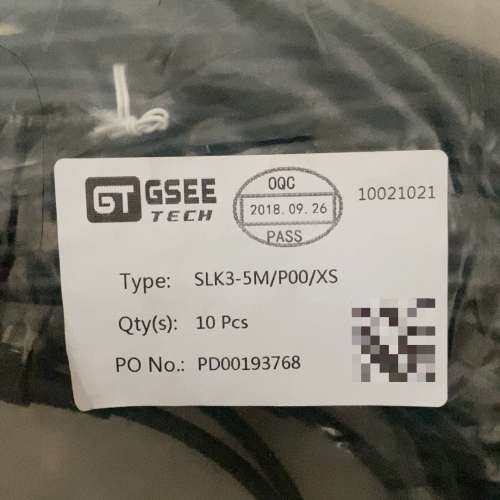 GT GSEE
TECH
OQC
2018.09.26
PASS
10021021
Type: SLK3-5M/P00/XS
Qty(s): 10 Pcs
PO No.: PD00193768